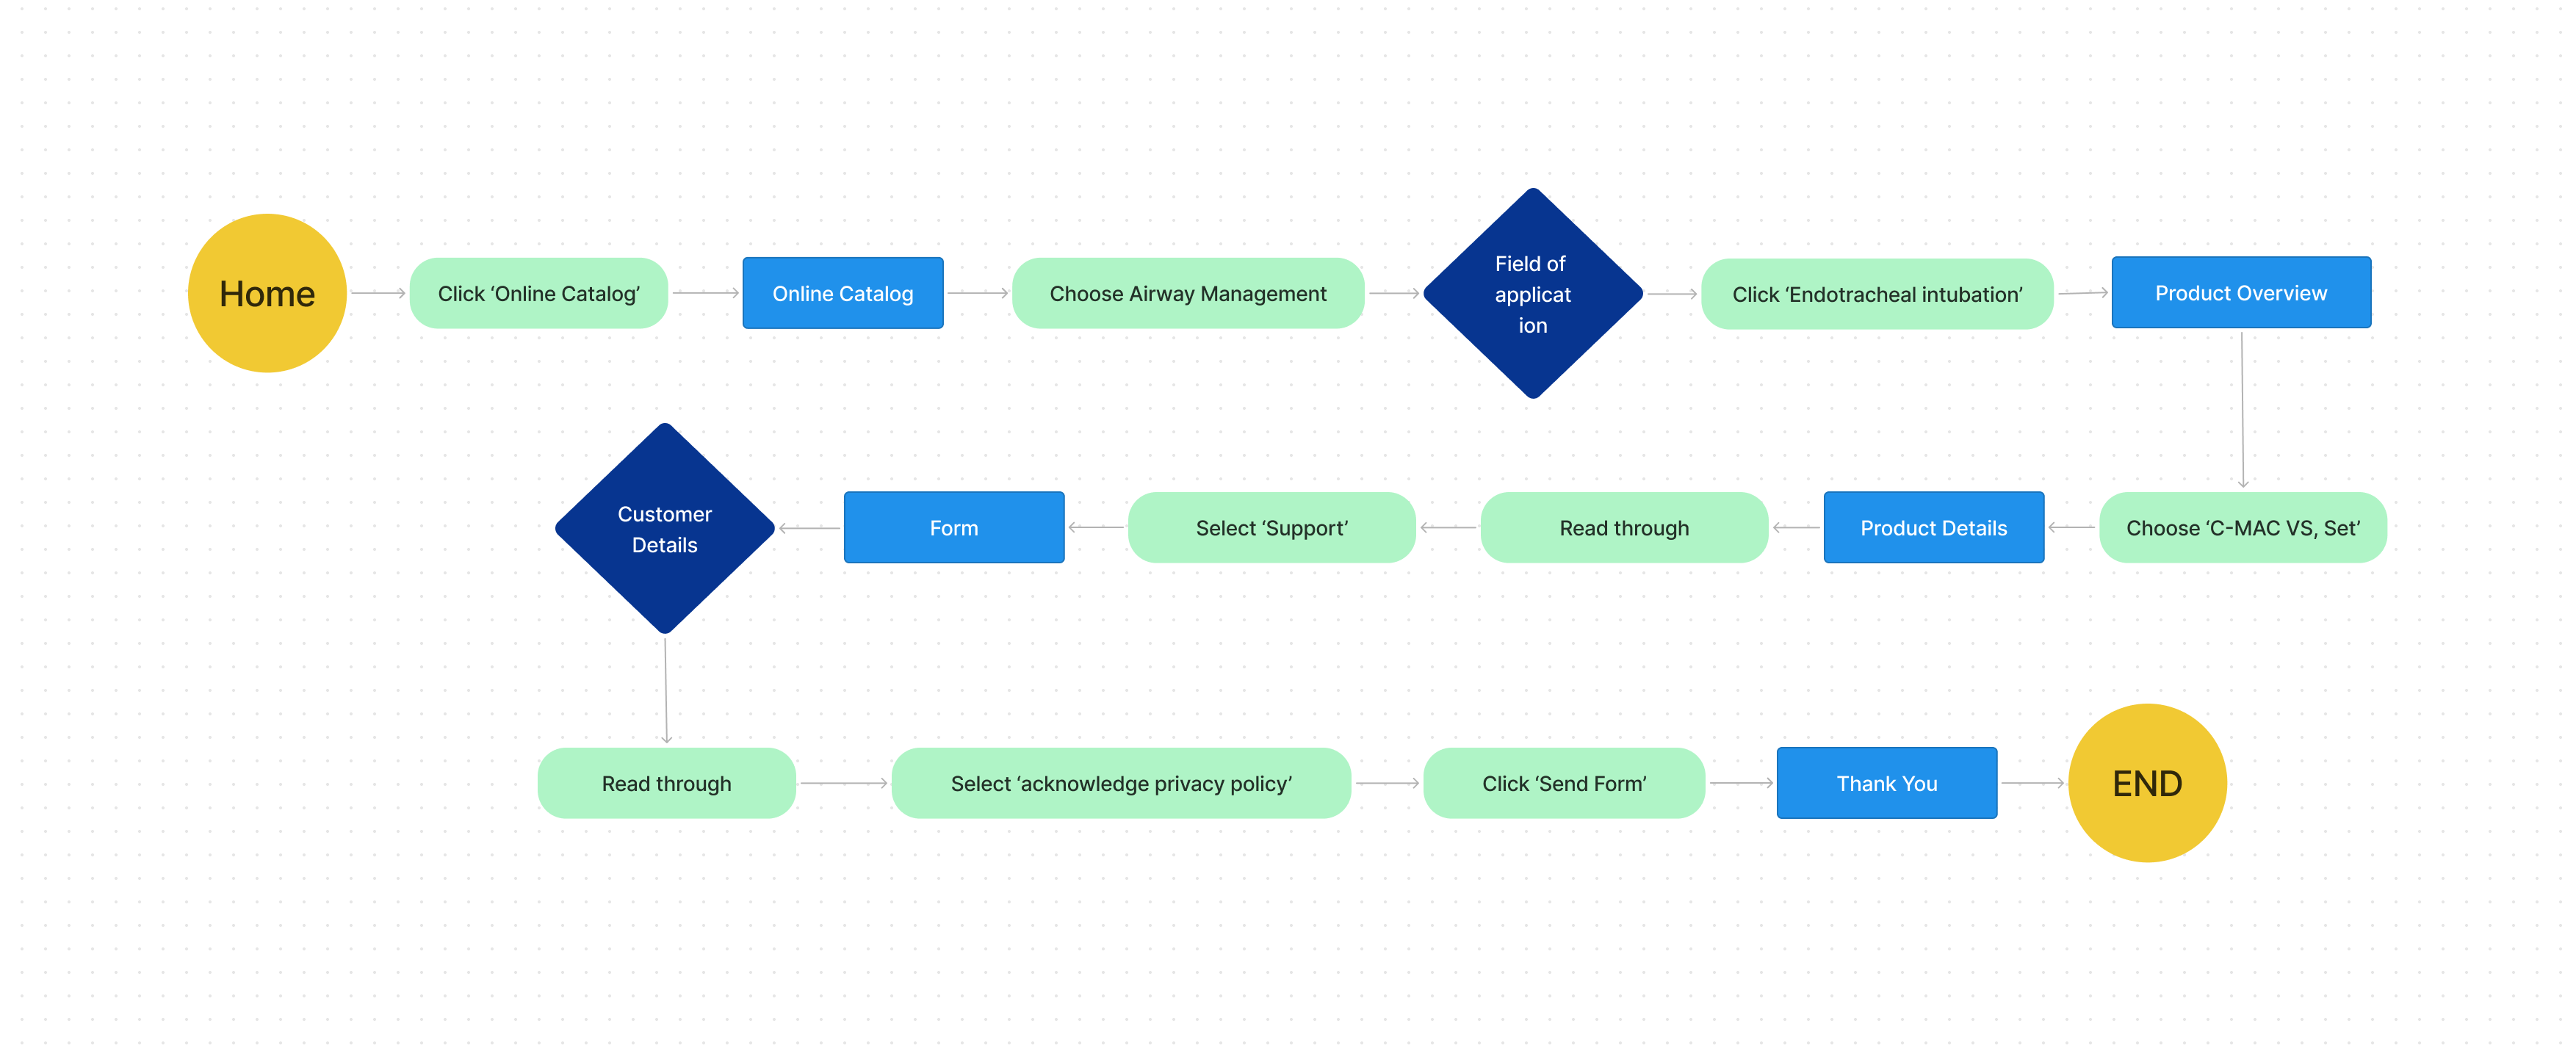 Home
Click ‘Online Catalog’
Online Catalog
Choose Airway Management
Field of
applicat
ion
Click ‘Endotracheal intubation’
Product Overview
Choose ‘C-MAC VS, Set’
Product Details
Read through
Select ‘Support’
Form
Customer
Details
Read through
Select ‘acknowledge privacy policy’
Click ‘Send Form’
Thank You
END